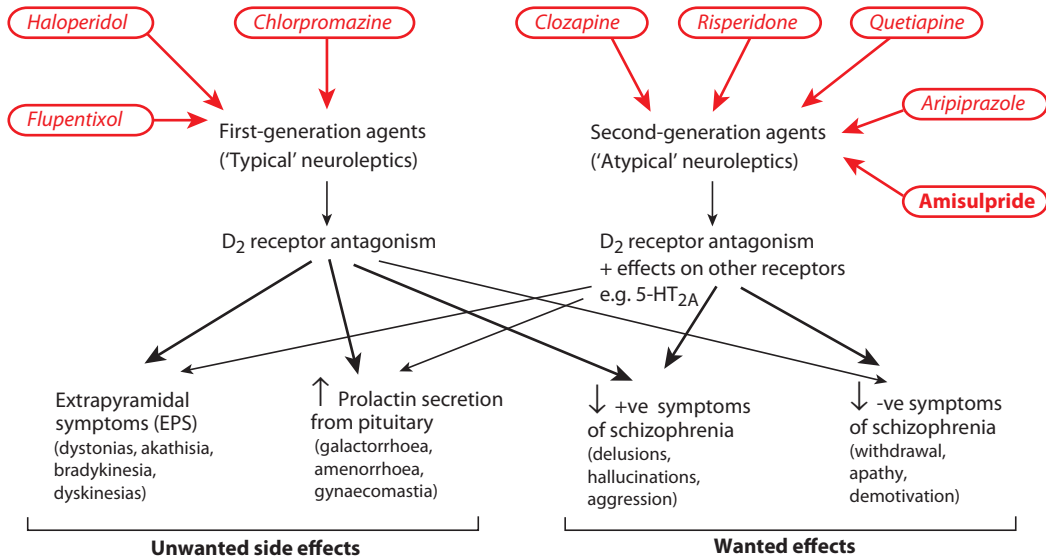 Haloperidol
Chlorpromazine
Clozapine
Risperidone
Quetiapine
Flupentixol
Aripiprazole
First-generation agents
('Typical' neuroleptics)
Second-generation agents
('Atypical' neuroleptics)
Amisulpride
D₂ receptor antagonism
D₂ receptor antagonism
+ effects on other receptors
e.g. 5-HT₂A
Extrapyramidal
symptoms (EPS)
(dystonias, akathisia,
bradykinesia,
dyskinesias)
↑ Prolactin secretion
from pituitary
(galactorrhoea,
amenorrhoea,
gynaecomastia)
↓ +ve symptoms
of schizophrenia
(delusions,
hallucinations,
aggression)
↓ -ve symptoms
of schizophrenia
(withdrawal,
apathy,
demotivation)
Unwanted side effects
Wanted effects